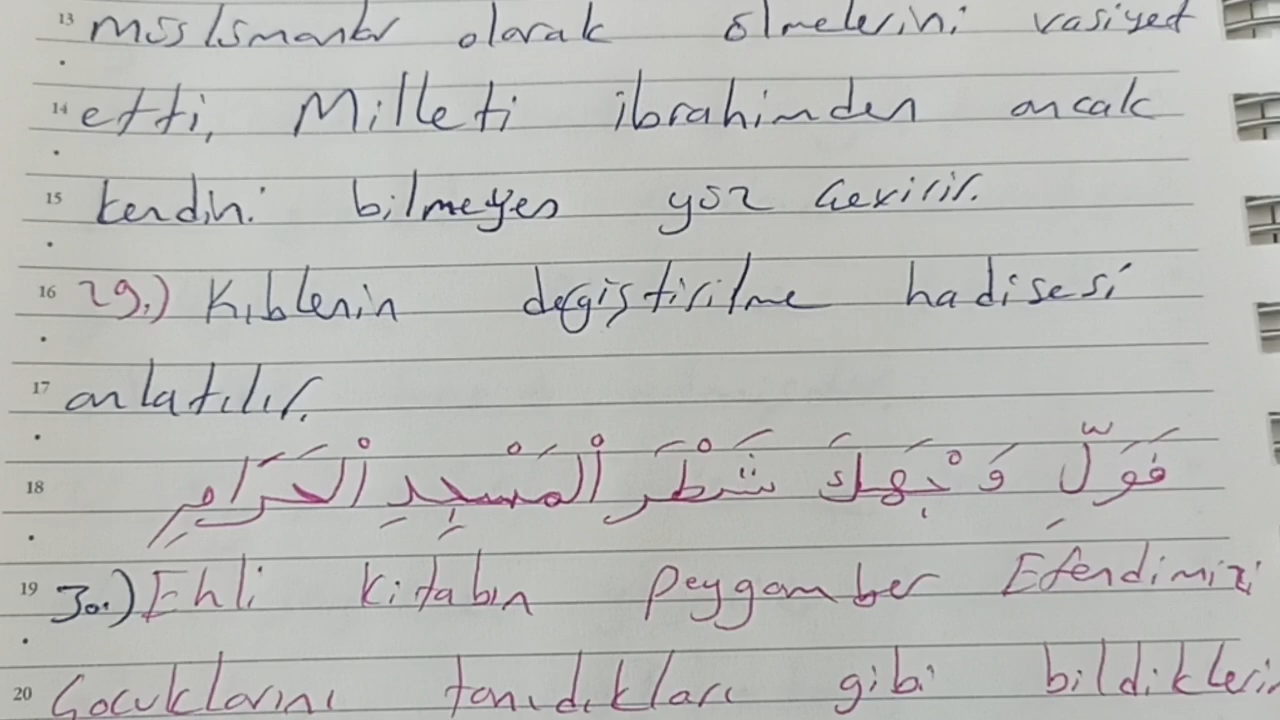 13 müslümanlar olarak ölmelerini vasiyet
14 etti, Milleti ibrahimden ancak
15 kendini bilmeyen yüz çevirir.
16 29.) Kıblenin değiştirilme hadisesi
17 anlatılır.
18 فَوَلِّ وَجْهَكَ شَطْرَ الْمَسْجِدِ الْحَرَامِ
19 30.) Ehli kitabın peygamber Efendimizi
20 Çocuklarını tanıdıkları gibi bildikleri